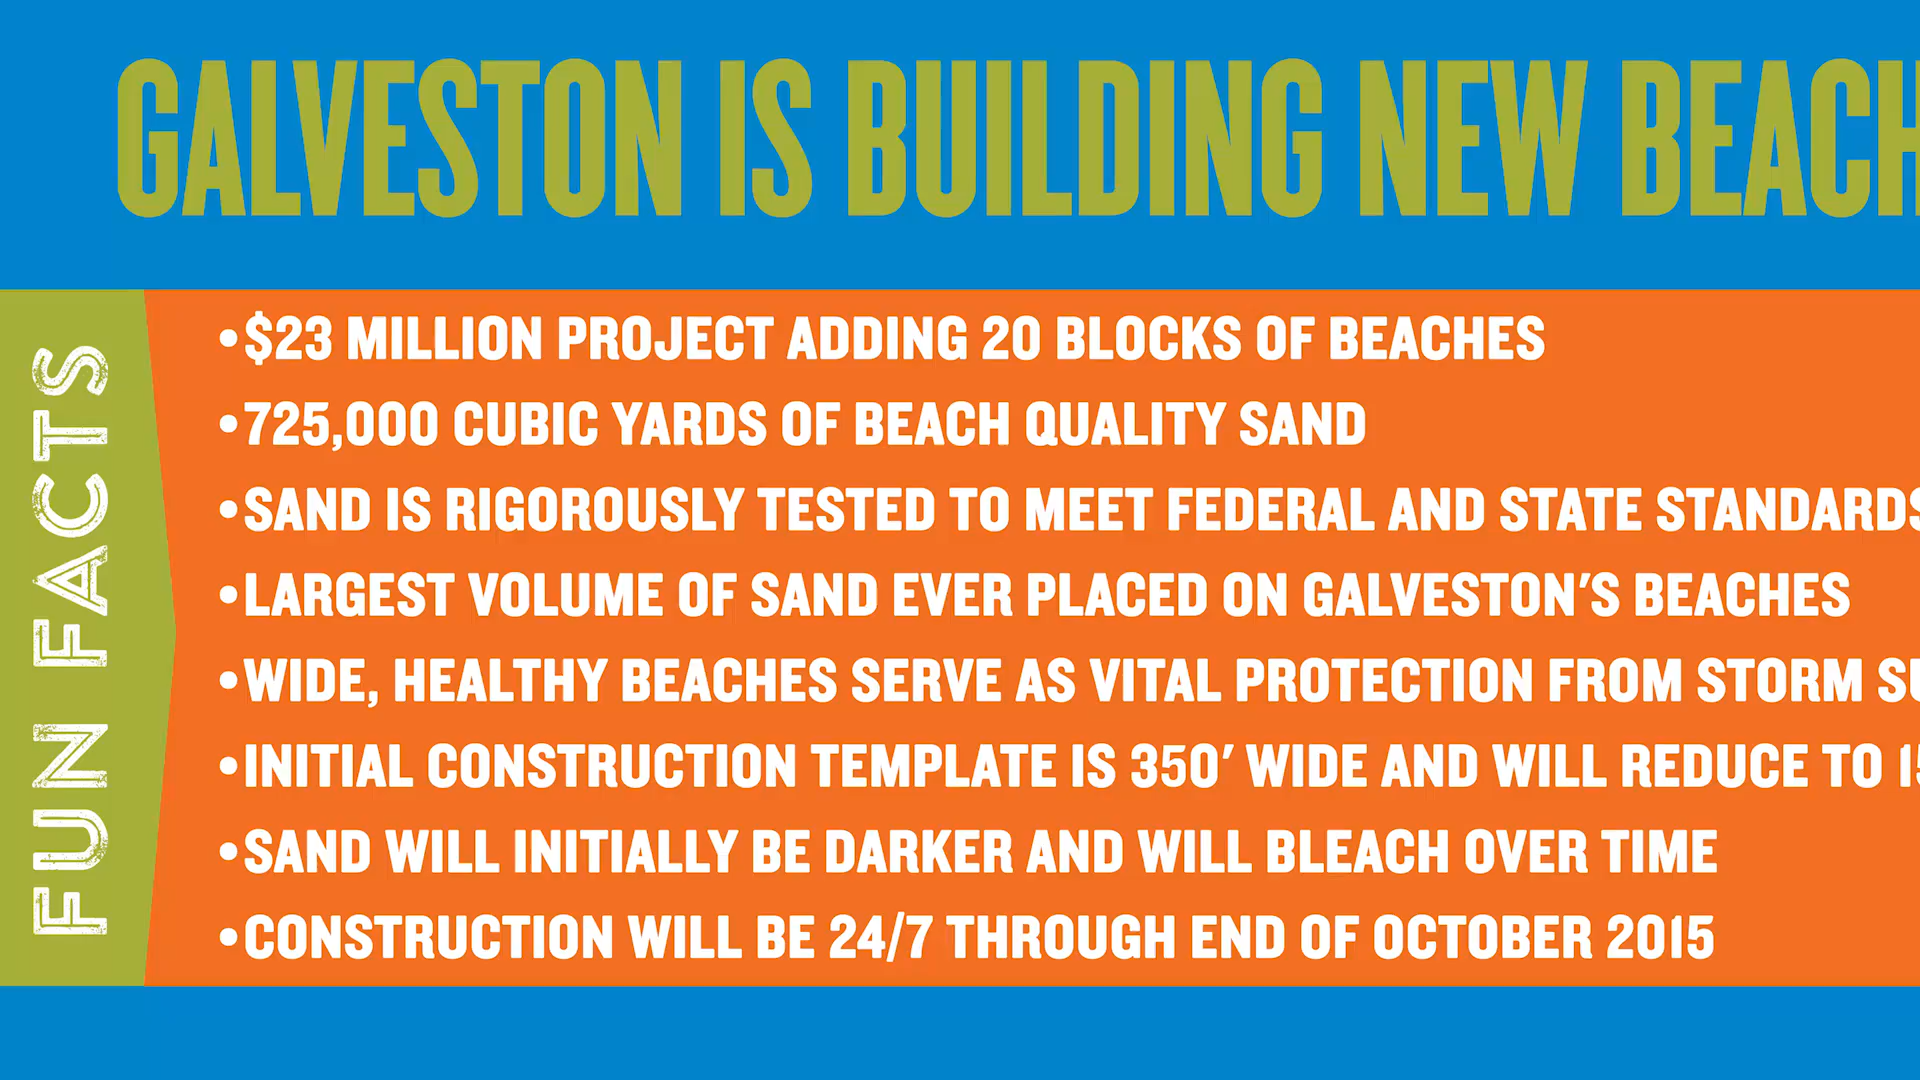 GALVESTON IS BUILDING NEW BEACH
FUN FACTS
•$23 MILLION PROJECT ADDING 20 BLOCKS OF BEACHES
•725,000 CUBIC YARDS OF BEACH QUALITY SAND
•SAND IS RIGOROUSLY TESTED TO MEET FEDERAL AND STATE STANDARDS
•LARGEST VOLUME OF SAND EVER PLACED ON GALVESTON'S BEACHES
•WIDE, HEALTHY BEACHES SERVE AS VITAL PROTECTION FROM STORM
•INITIAL CONSTRUCTION TEMPLATE IS 350' WIDE AND WILL REDUCE TO
•SAND WILL INITIALLY BE DARKER AND WILL BLEACH OVER TIME
•CONSTRUCTION WILL BE 24/7 THROUGH END OF OCTOBER 2015